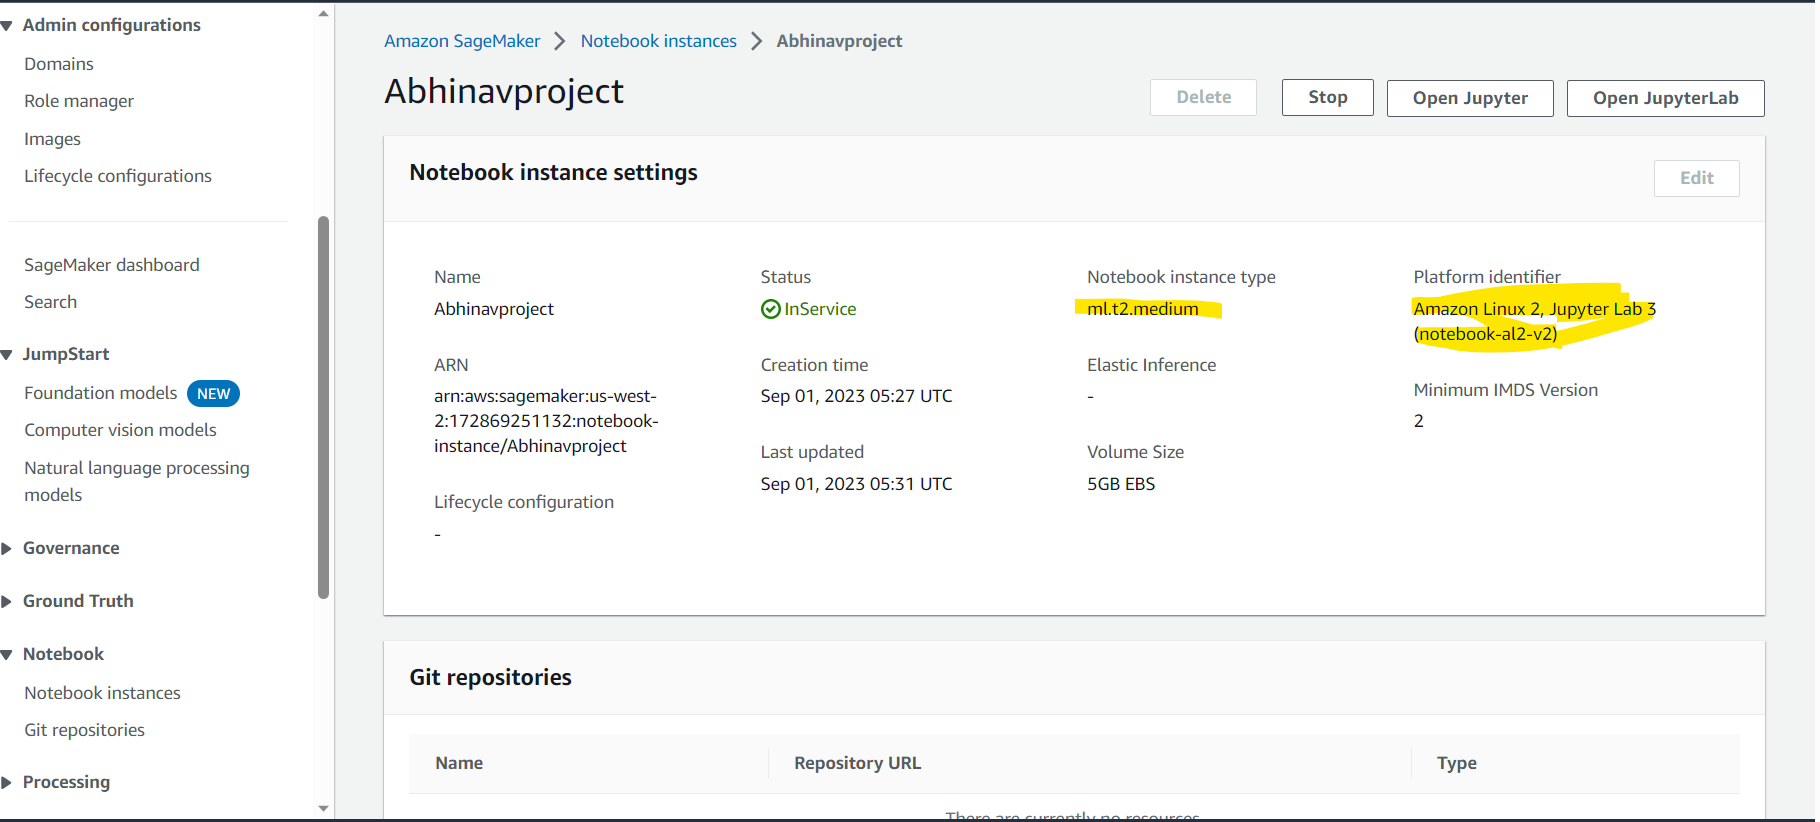 Admin configurations
Domains
Role manager
Images
Lifecycle configurations
SageMaker dashboard
Search
JumpStart
Foundation models NEW
Computer vision models
Natural language processing
models
Governance
Ground Truth
Notebook
Notebook instances
Git repositories
Processing
Amazon SageMaker > Notebook instances > Abhinavproject
Abhinavproject
Delete
Stop
Open Jupyter
Open JupyterLab
Notebook instance settings
Edit
Name
Abhinavproject
ARN
arn:aws:sagemaker:us-west-
2:172869251132:notebook-
instance/Abhinavproject
Lifecycle configuration
-
Status
InService
Creation time
Sep 01, 2023 05:27 UTC
Last updated
Sep 01, 2023 05:31 UTC
Notebook instance type
ml.t2.medium
Elastic Inference
-
Volume Size
5GB EBS
Platform identifier
Amazon Linux 2, Jupyter Lab 3
(notebook-al2-v2)
Minimum IMDS Version
2
Git repositories
Name
Repository URL
Type
There are currently no resources